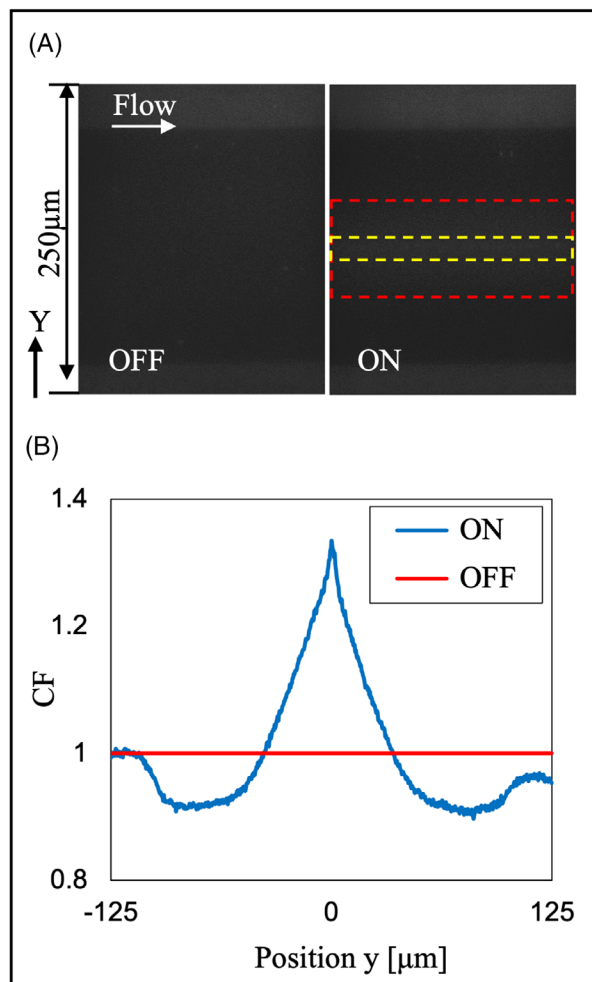 (A)
Flow
250μm
Y
OFF
ON
(B)
1.4
1.2
1
0.8
CF
ON
OFF
-125
0
125
Position y [μm]